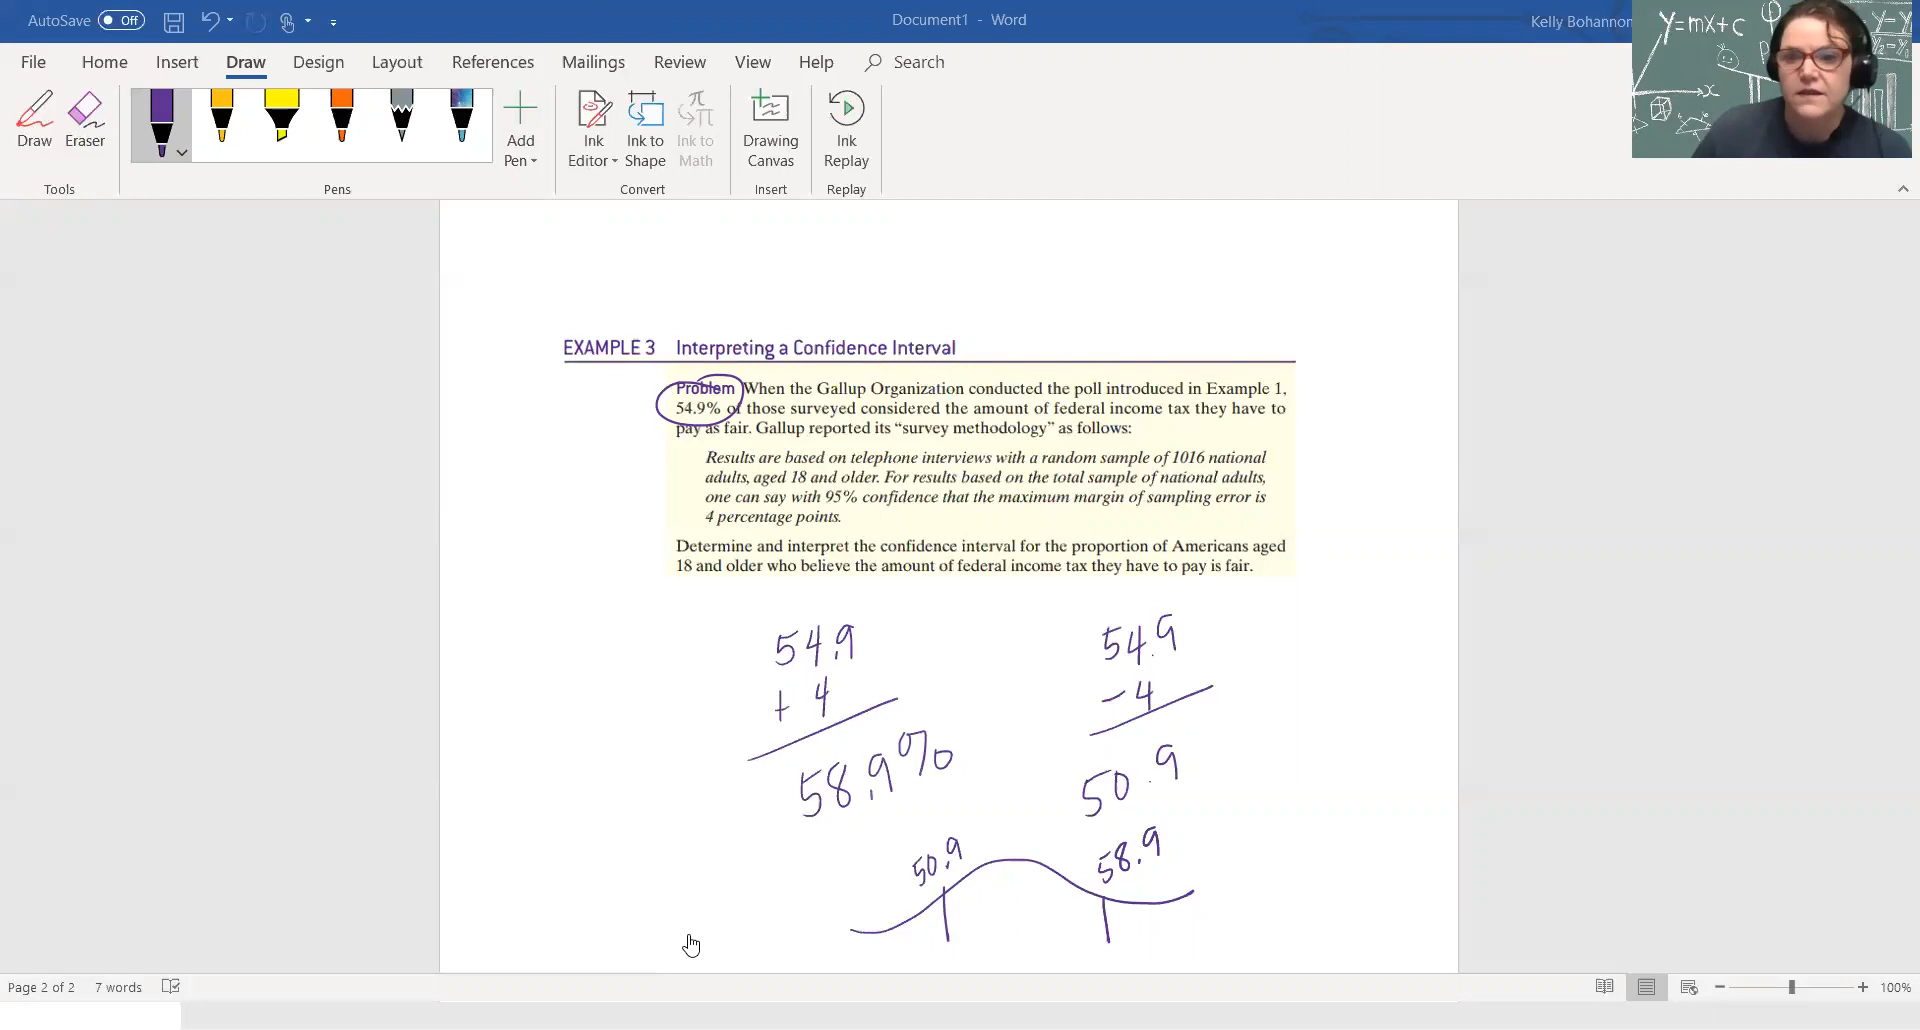 AutoSave Off Document1 - Word Kelly Bohannon
File Home Insert Draw Design Layout References Mailings Review View Help Search
Draw Eraser Add Pen Ink Editor Ink to Shape Ink to Math Drawing Canvas Ink Replay
Tools Pens Convert Insert Replay
y=mx+c
x
EXAMPLE 3 Interpreting a Confidence Interval
Problem When the Gallup Organization conducted the poll introduced in Example 1,
54.9% of those surveyed considered the amount of federal income tax they have to
pay as fair. Gallup reported its “survey methodology” as follows:
Results are based on telephone interviews with a random sample of 1016 national
adults, aged 18 and older. For results based on the total sample of national adults,
one can say with 95% confidence that the maximum margin of sampling error is
4 percentage points.
Determine and interpret the confidence interval for the proportion of Americans aged
18 and older who believe the amount of federal income tax they have to pay is fair.
54.9 54.9
+ 4 - 4
58.9% 50.9
50.9 58.9
Page 2 of 2 7 words 100%